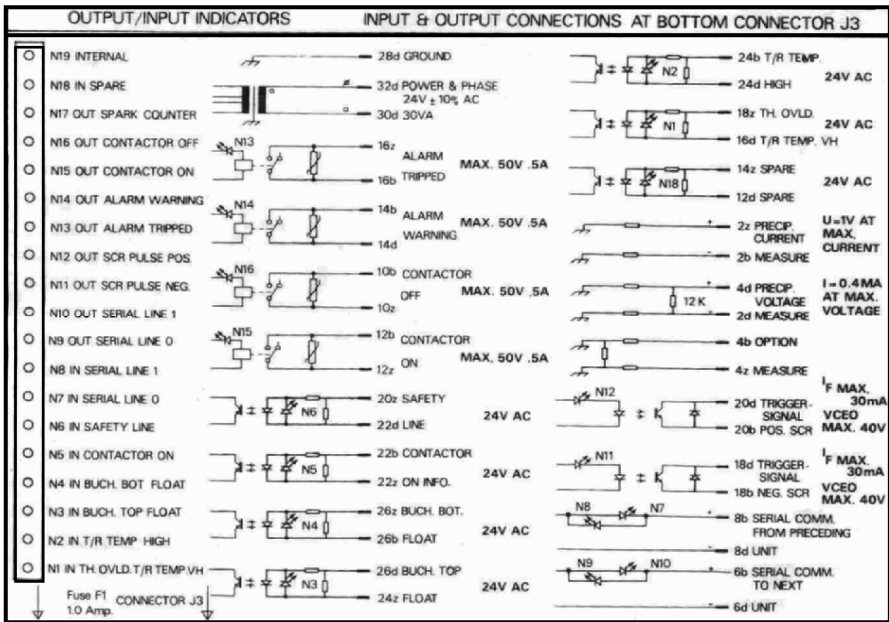 OUTPUT/INPUT INDICATORS
INPUT & OUTPUT CONNECTIONS AT BOTTOM CONNECTOR J3
N19 INTERNAL
N18 IN SPARE
N17 OUT SPARK COUNTER
N16 OUT CONTACTOR OFF
N15 OUT CONTACTOR ON
N14 OUT ALARM WARNING
N13 OUT ALARM TRIPPED
N12 OUT SCR PULSE POS.
N11 OUT SCR PULSE NEG.
N10 OUT SERIAL LINE 1
N9 OUT SERIAL LINE 0
N8 IN SERIAL LINE 1
N7 IN SERIAL LINE 0
N6 IN SAFETY LINE
N5 IN CONTACTOR ON
N4 IN BUCH. BOT FLOAT
N3 IN BUCH. TOP FLOAT
N2 IN T/R TEMP HIGH
N1 IN TH. OVLD. T/R TEMP.VH
Fuse F1
1.0 Amp.
CONNECTOR J3
28d GROUND
32d POWER & PHASE
24V ± 10% AC
30d 30VA
N13
16z
ALARM
16b TRIPPED
MAX. 50V .5A
N14
14b
ALARM
WARNING
14d
MAX. 50V .5A
N16
10b CONTACTOR
OFF
10z
MAX. 50V .5A
N15
12b CONTACTOR
12z ON
MAX. 50V .5A
20z SAFETY
N6
22d LINE
24V AC
22b CONTACTOR
N5
22z ON INFO.
24V AC
26z BUCH. BOT.
N4
26b FLOAT
24V AC
26d BUCH. TOP
N3
24z FLOAT
24V AC
24b T/R TEMP.
N2
24d HIGH
24V AC
18z TH. OVLD.
N1
16d T/R TEMP. VH
24V AC
14z SPARE
N18
12d SPARE
24V AC
2z PRECIP.
CURRENT
2b MEASURE
U=1V AT
MAX.
CURRENT
4d PRECIP.
12 K
VOLTAGE
2d MEASURE
I=0.4MA
AT MAX.
VOLTAGE
4b OPTION
4z MEASURE
N12
20d TRIGGER-
SIGNAL
20b POS. SCR
IF MAX.
30mA
VCEO
MAX. 40V
N11
18d TRIGGER-
SIGNAL
18b NEG. SCR
IF MAX.
30mA
VCEO
MAX. 40V
N8
N7
8b SERIAL COMM.
FROM PRECEDING
8d UNIT
N9
N10
6b SERIAL COMM.
TO NEXT
6d UNIT